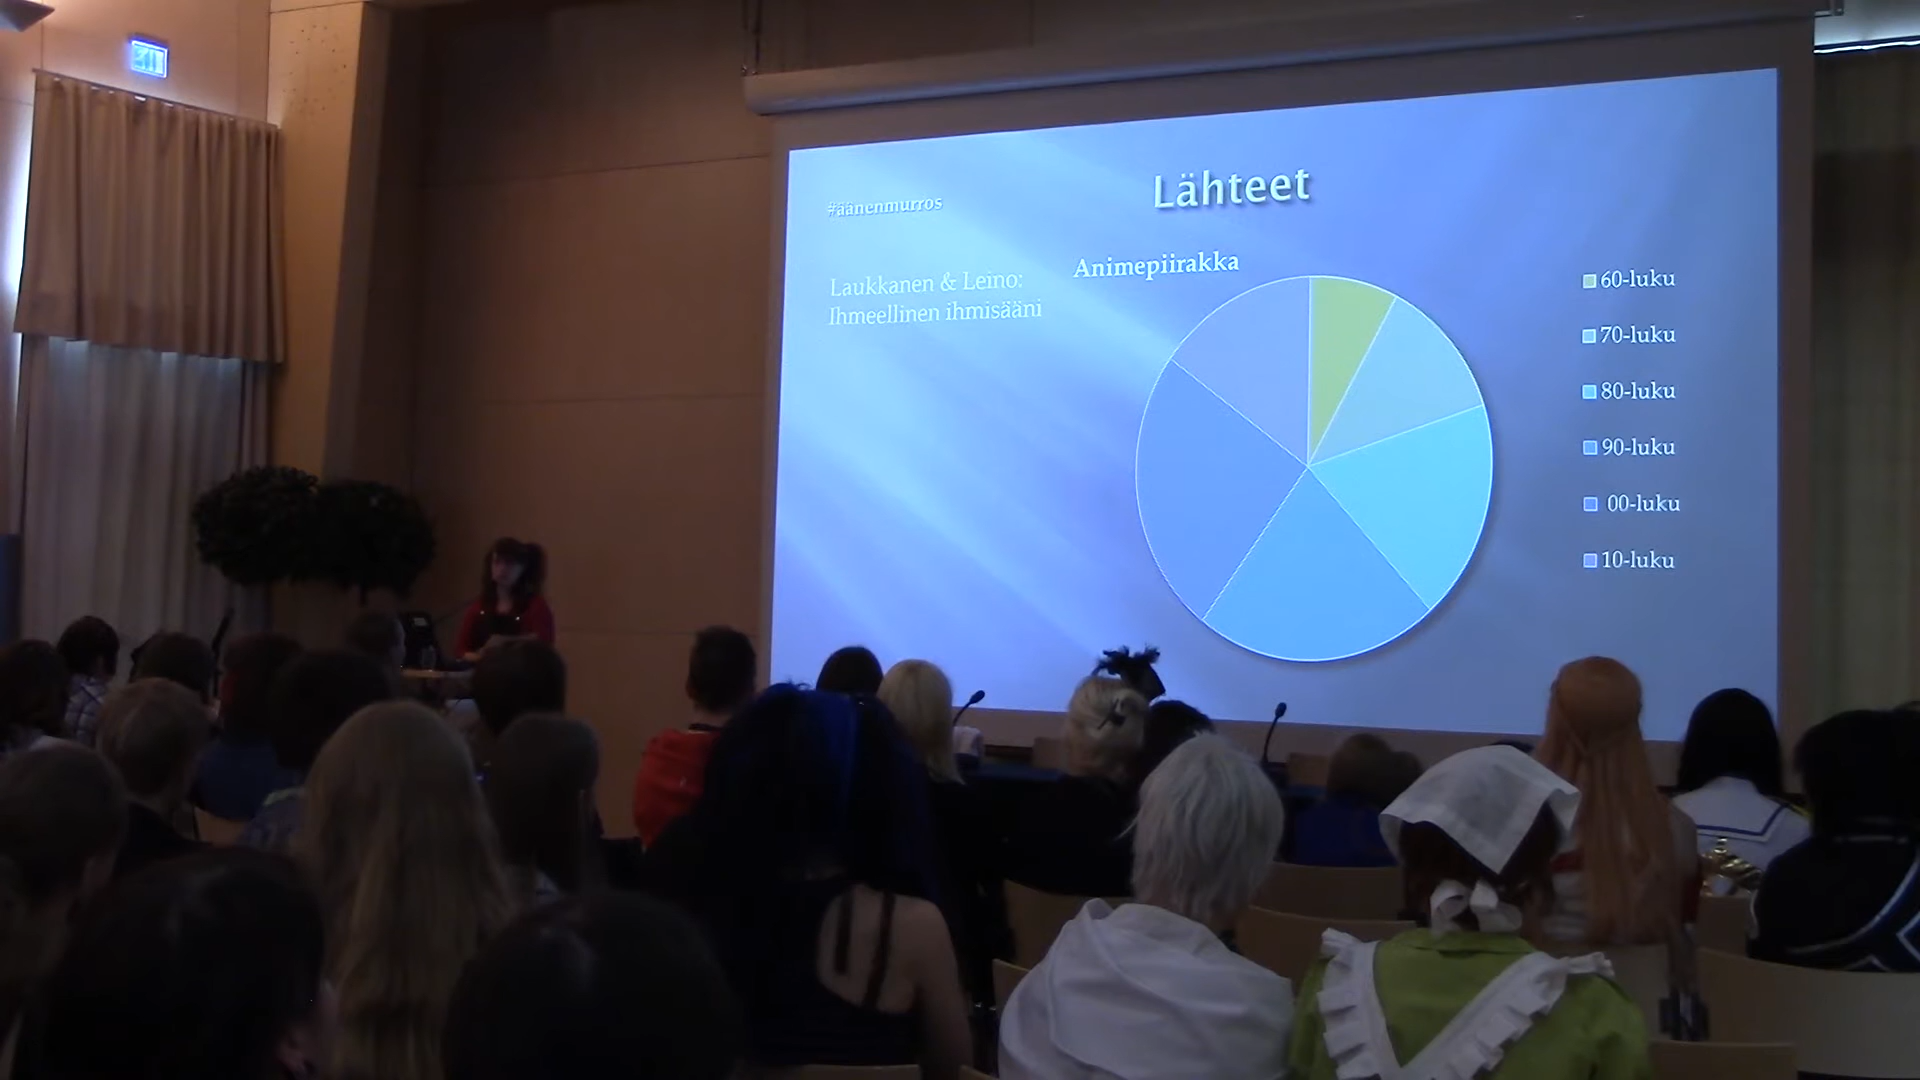 Lähteet
#äänenmurros
Laukkanen & Leino:
Ihmeellinen ihmisääni
Animepiirakka
60-luku
70-luku
80-luku
90-luku
00-luku
10-luku